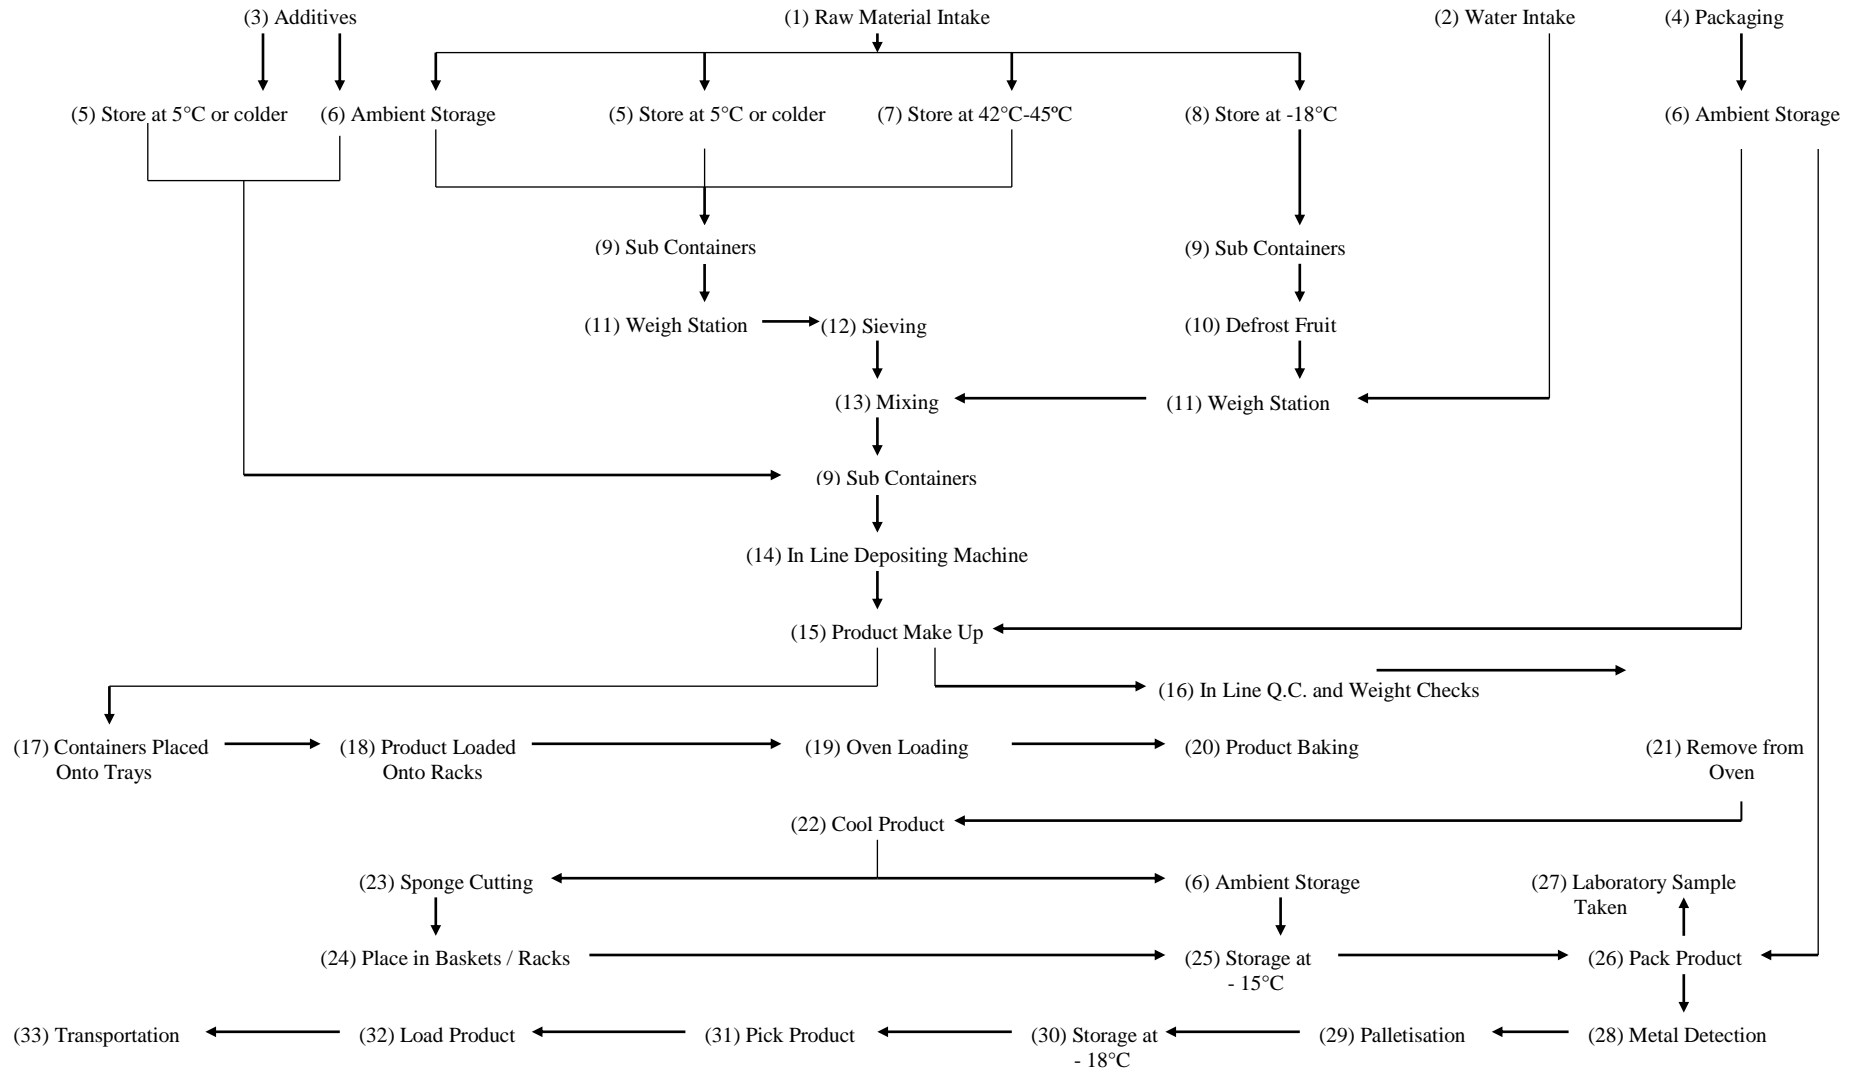 (3) Additives
(1) Raw Material Intake
(2) Water Intake
(4) Packaging
(5) Store at 5°C or colder
(6) Ambient Storage
(5) Store at 5°C or colder
(7) Store at 42°C-45ºC
(8) Store at -18°C
(6) Ambient Storage
(9) Sub Containers
(9) Sub Containers
(11) Weigh Station
(12) Sieving
(10) Defrost Fruit
(13) Mixing
(11) Weigh Station
(9) Sub Containers
(14) In Line Depositing Machine
(15) Product Make Up
(16) In Line Q.C. and Weight Checks
(17) Containers Placed
Onto Trays
(18) Product Loaded
Onto Racks
(19) Oven Loading
(20) Product Baking
(21) Remove from
Oven
(22) Cool Product
(23) Sponge Cutting
(6) Ambient Storage
(27) Laboratory Sample
Taken
(24) Place in Baskets / Racks
(25) Storage at
- 15°C
(26) Pack Product
(33) Transportation
(32) Load Product
(31) Pick Product
(30) Storage at
- 18°C
(29) Palletisation
(28) Metal Detection